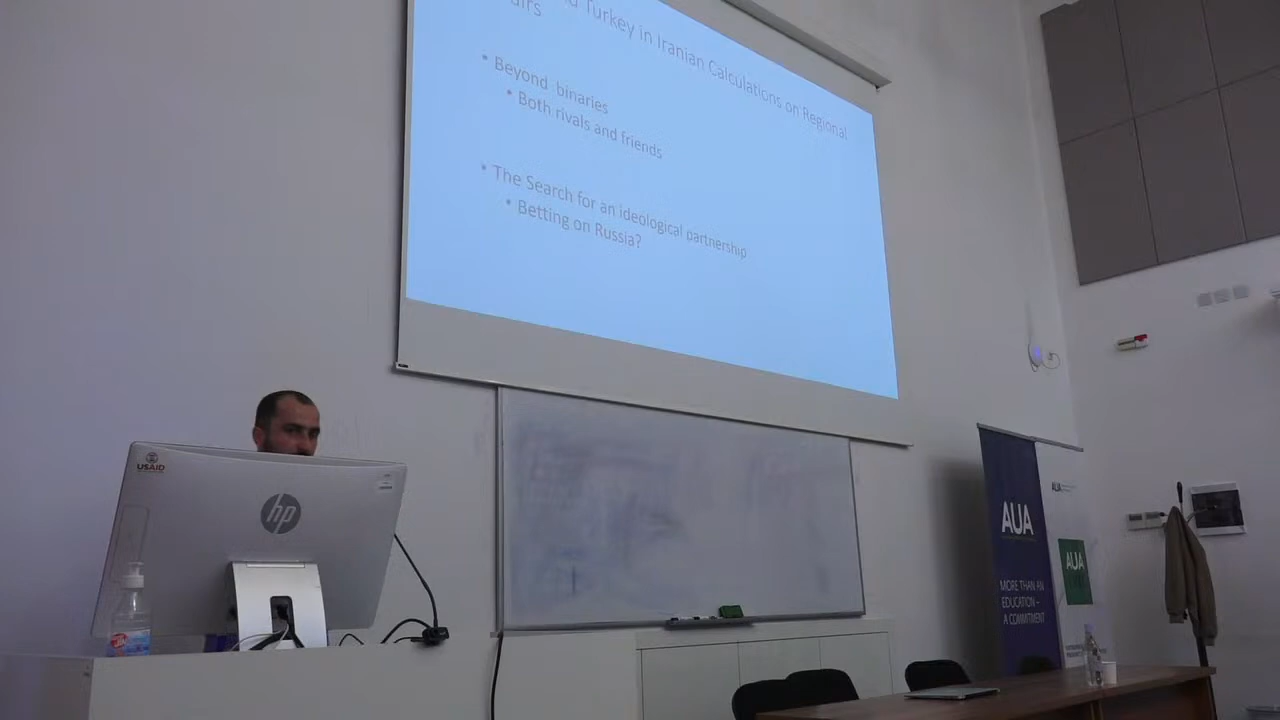 Turkey in Iranian Calculations on Regional
• Beyond binaries
• Both rivals and friends
• The Search for an ideological partnership
• Betting on Russia?
USAID
hp
AUA
MORE THAN AN
EDUCATION –
A COMMITMENT
AUA
AUA